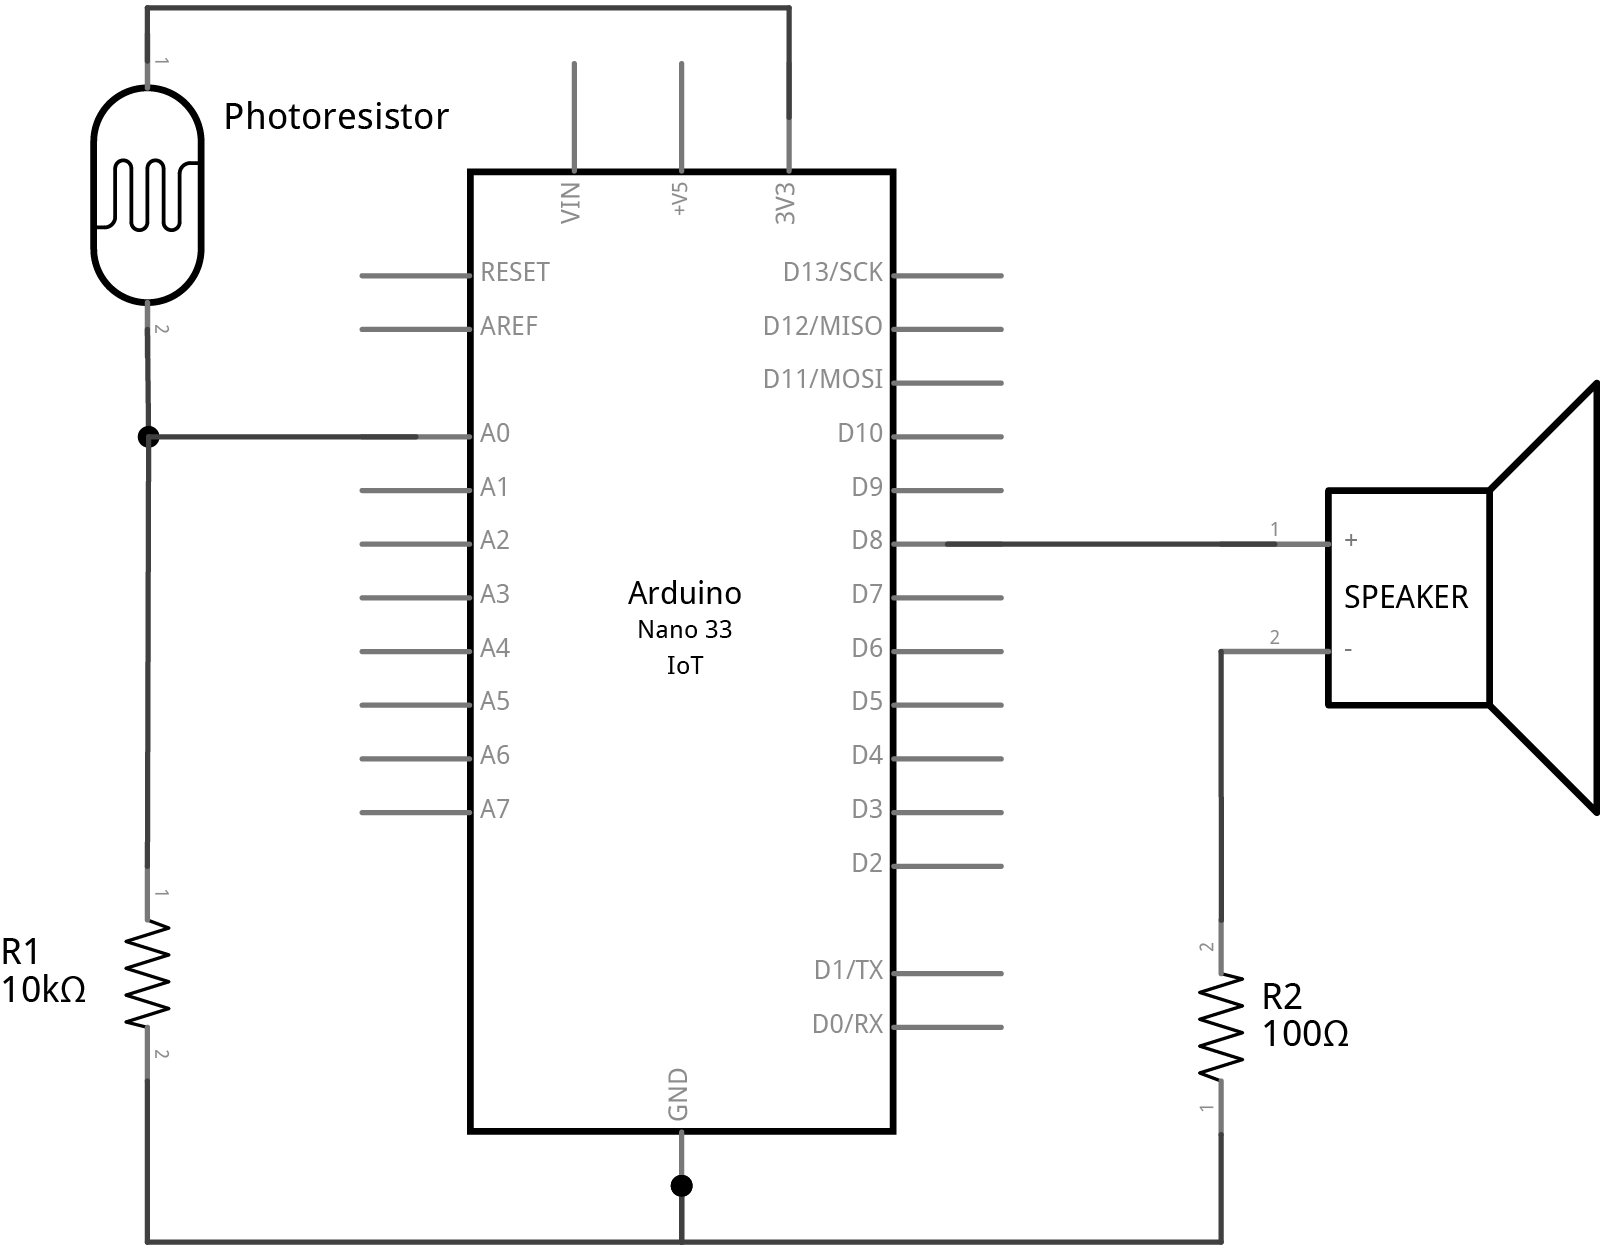 1
Photoresistor
2
VIN
+V5
3V3
RESET
AREF
A0
A1
A2
A3
A4
A5
A6
A7
D13/SCK
D12/MISO
D11/MOSI
D10
D9
D8
D7
D6
D5
D4
D3
D2
D1/TX
D0/RX
GND
Arduino
Nano 33
IoT
1
+
SPEAKER
2
-
1
R1
10kΩ
2
2
R2
100Ω
1